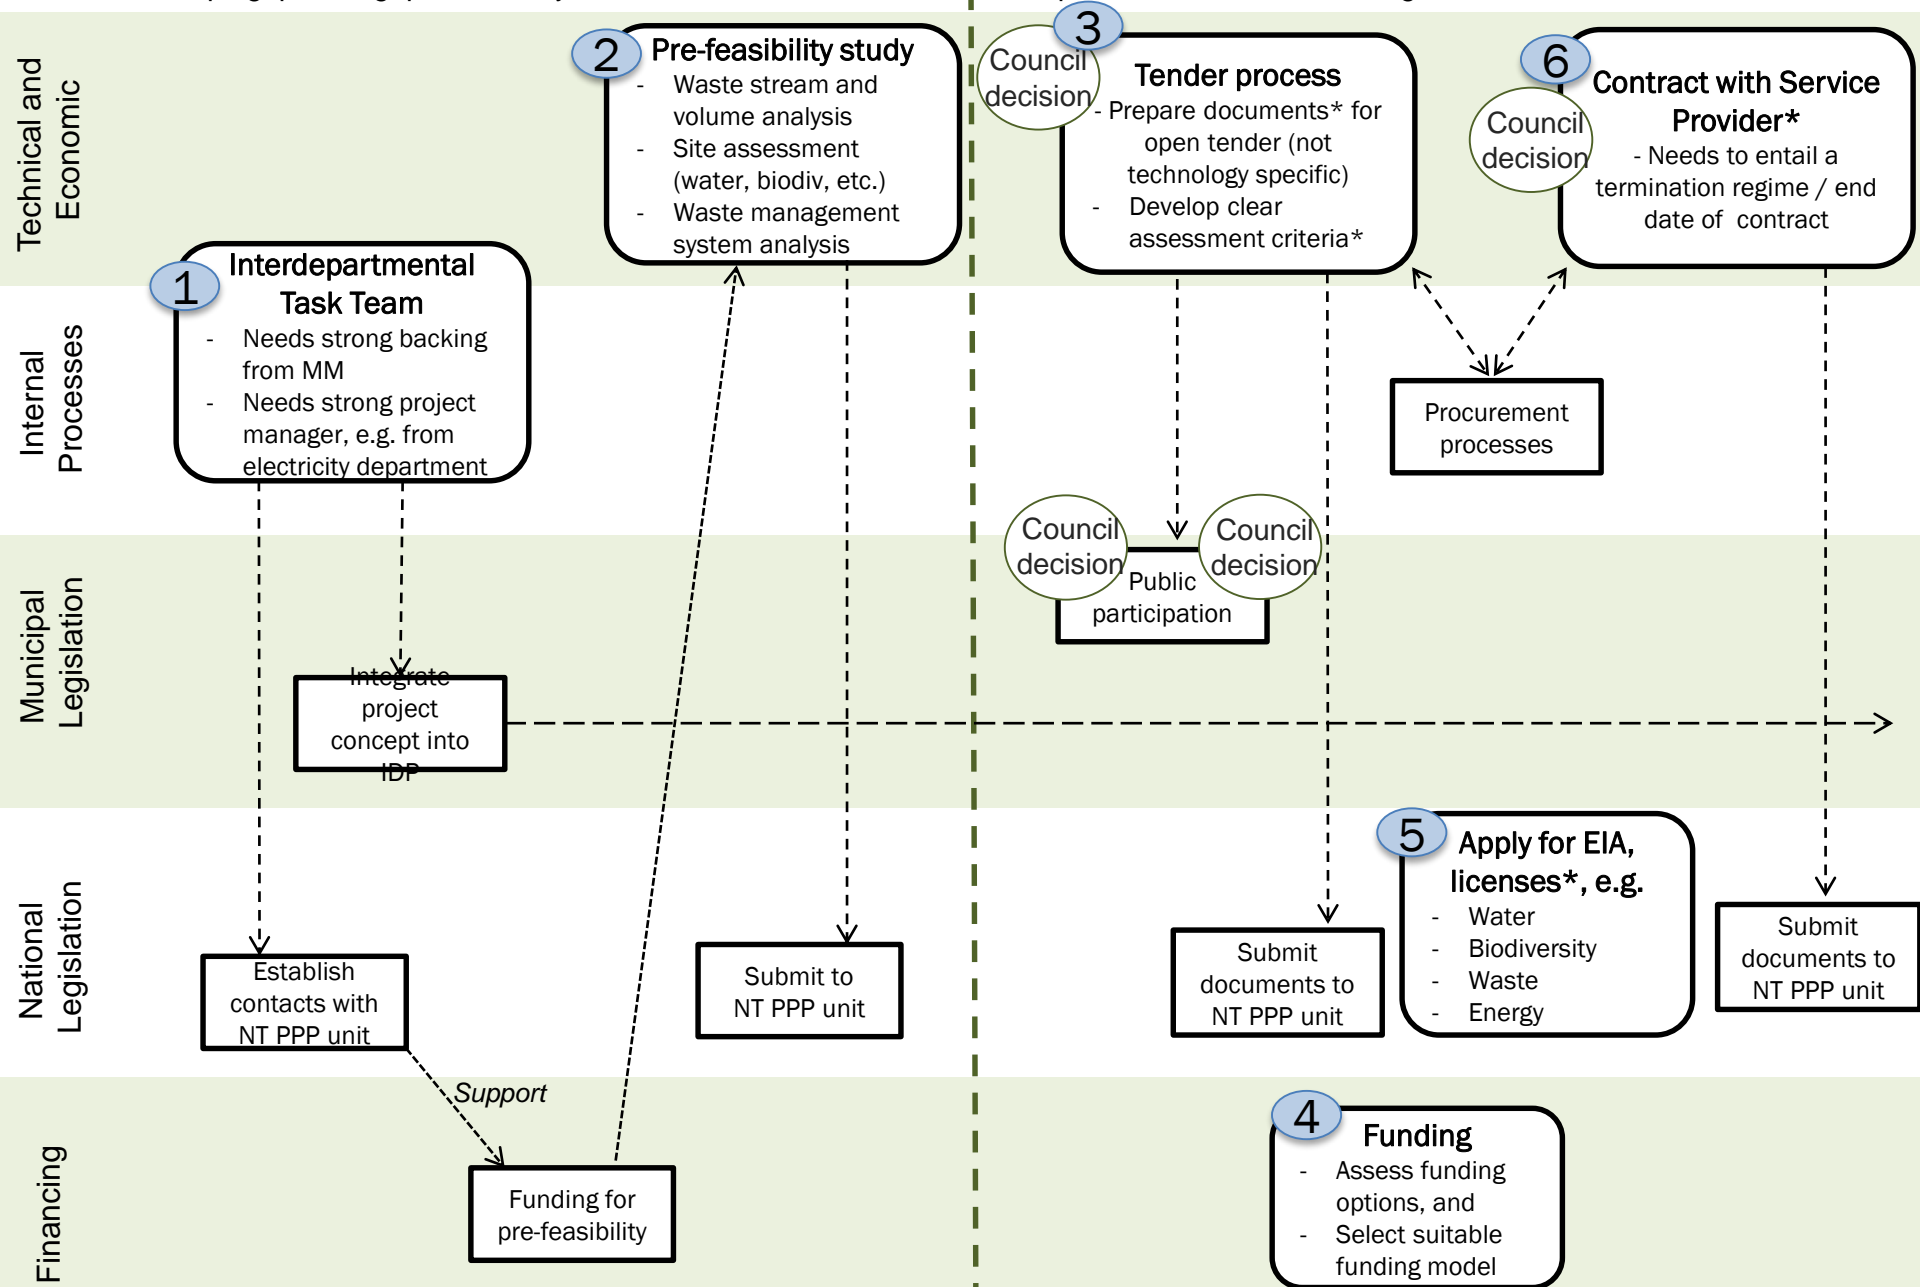 Technical and
Economic
2
Pre-feasibility study
- Waste stream and
volume analysis
- Site assessment
(water, biodiv, etc.)
- Waste management
system analysis
Council
decision
3
Tender process
- Prepare documents* for
open tender (not
technology specific)
- Develop clear
assessment criteria*
6
Council
decision
Contract with Service
Provider*
- Needs to entail a
termination regime / end
date of contract
1
Interdepartmental
Task Team
- Needs strong backing
from MM
- Needs strong project
manager, e.g. from
electricity department
Internal
Processes
Procurement
processes
Municipal
Legislation
Council
decision
Council
decision
Public
participation
Integrate
project
concept into
IDP
National
Legislation
Establish
contacts with
NT PPP unit
Submit to
NT PPP unit
Submit
documents to
NT PPP unit
5
Apply for EIA,
licenses*, e.g.
- Water
- Biodiversity
- Waste
- Energy
Submit
documents to
NT PPP unit
Support
Financing
Funding for
pre-feasibility
4
Funding
- Assess funding
options, and
- Select suitable
funding model